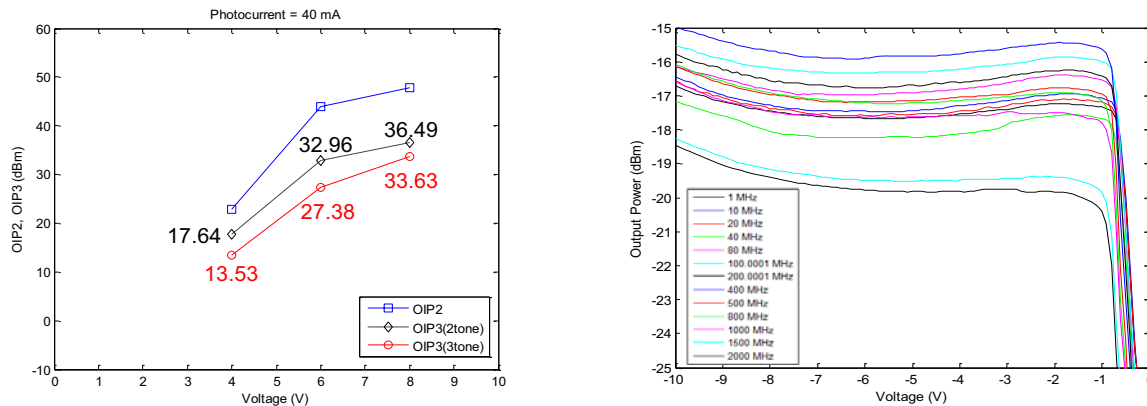 Photocurrent = 40 mA
60
50
40
30
20
10
0
-10
OIP2, OIP3 (dBm)
17.64
32.96
36.49
13.53
27.38
33.63
OIP2
OIP3(2tone)
OIP3(3tone)
0 1 2 3 4 5 6 7 8 9 10
Voltage (V)
-15
-16
-17
-18
-19
-20
-21
-22
-23
-24
-25
Output Power (dBm)
1 MHz
10 MHz
20 MHz
40 MHz
80 MHz
100.0001 MHz
200.0001 MHz
400 MHz
500 MHz
800 MHz
1000 MHz
1500 MHz
2000 MHz
-10 -9 -8 -7 -6 -5 -4 -3 -2 -1 0
Voltage (V)